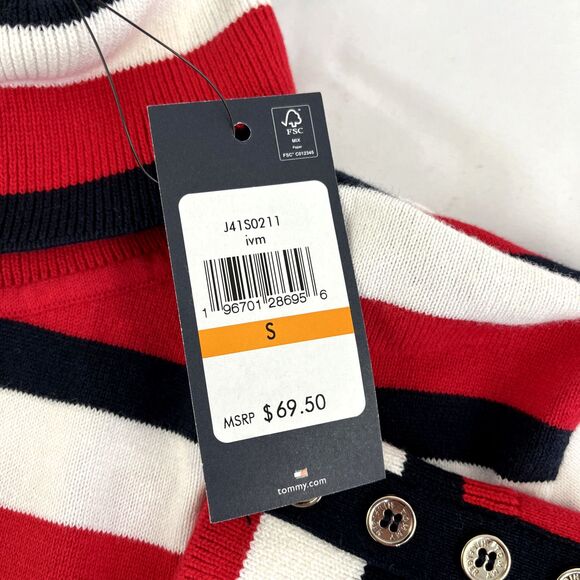 FSC
MIX
Paper
FSC® C012345
J41S0211
ivm
1 96701 28695 6
S
MSRP $69.50
tommy.com